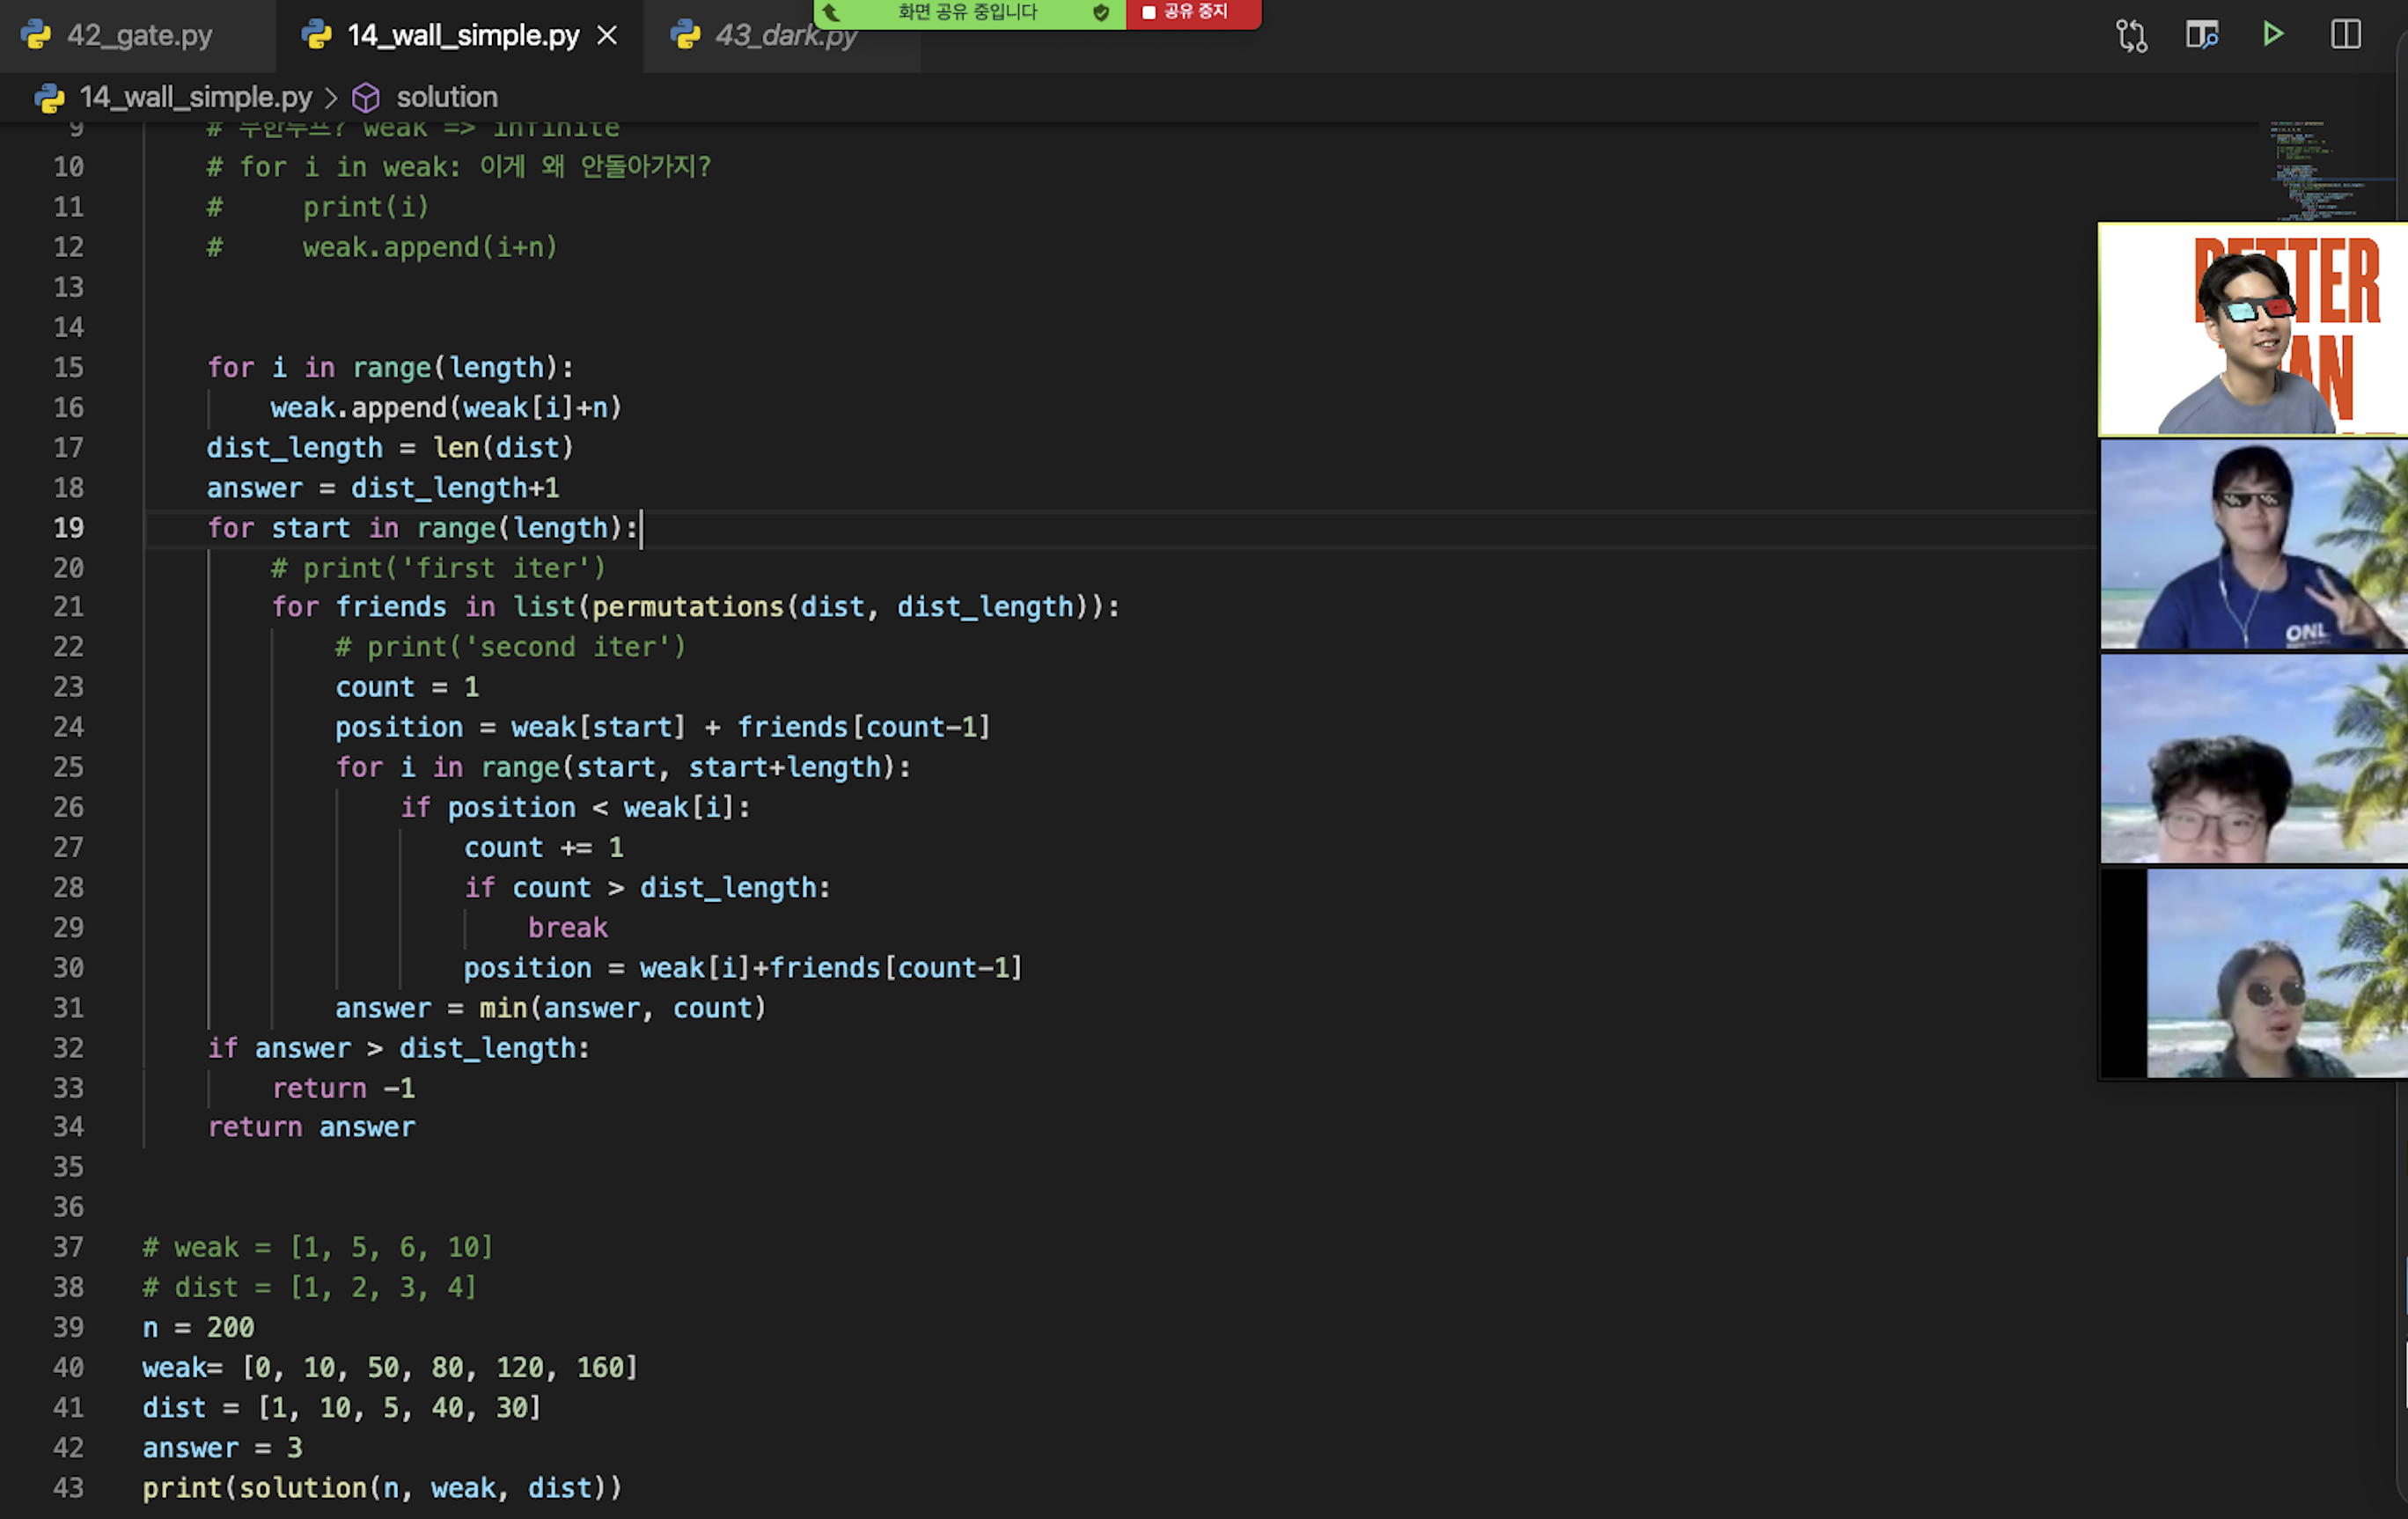 42_gate.py
14_wall_simple.py
43_dark.py
화면 공유 중입니다
공유 중지
14_wall_simple.py > solution
9 # 무한루프? weak => infinite
10 # for i in weak: 이게 왜 안돌아가지?
11 #     print(i)
12 #     weak.append(i+n)
13
14
15 for i in range(length):
16 weak.append(weak[i]+n)
17 dist_length = len(dist)
18 answer = dist_length+1
19 for start in range(length):
20 # print('first iter')
21 for friends in list(permutations(dist, dist_length)):
22 # print('second iter')
23 count = 1
24 position = weak[start] + friends[count-1]
25 for i in range(start, start+length):
26 if position < weak[i]:
27 count += 1
28 if count > dist_length:
29 break
30 position = weak[i]+friends[count-1]
31 answer = min(answer, count)
32 if answer > dist_length:
33 return -1
34 return answer
35
36
37 # weak = [1, 5, 6, 10]
38 # dist = [1, 2, 3, 4]
39 n = 200
40 weak= [0, 10, 50, 80, 120, 160]
41 dist = [1, 10, 5, 40, 30]
42 answer = 3
43 print(solution(n, weak, dist))
ONL